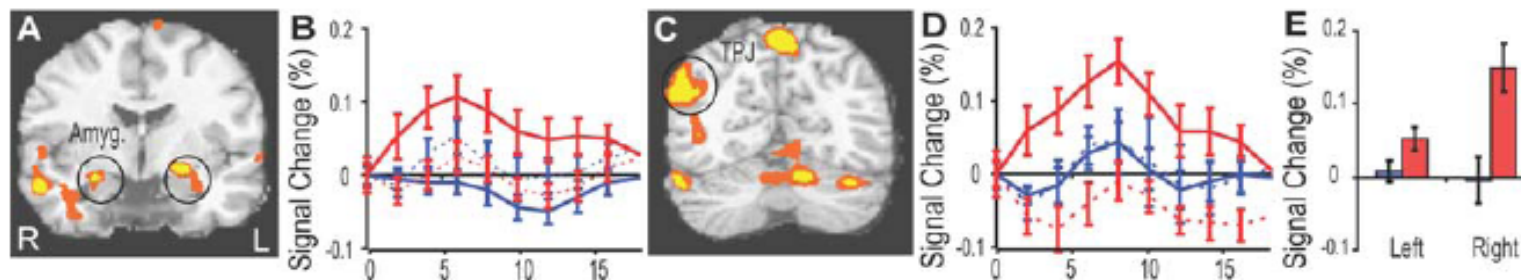 A
Amyg.
R
L
B
Signal Change (%)
0.2
0.1
0
-0.1
0
5
10
15
C
TPJ
D
Signal Change (%)
0.2
0.1
0
-0.1
0
5
10
15
E
Signal Change (%)
0.2
0.1
0
-0.1
Left
Right